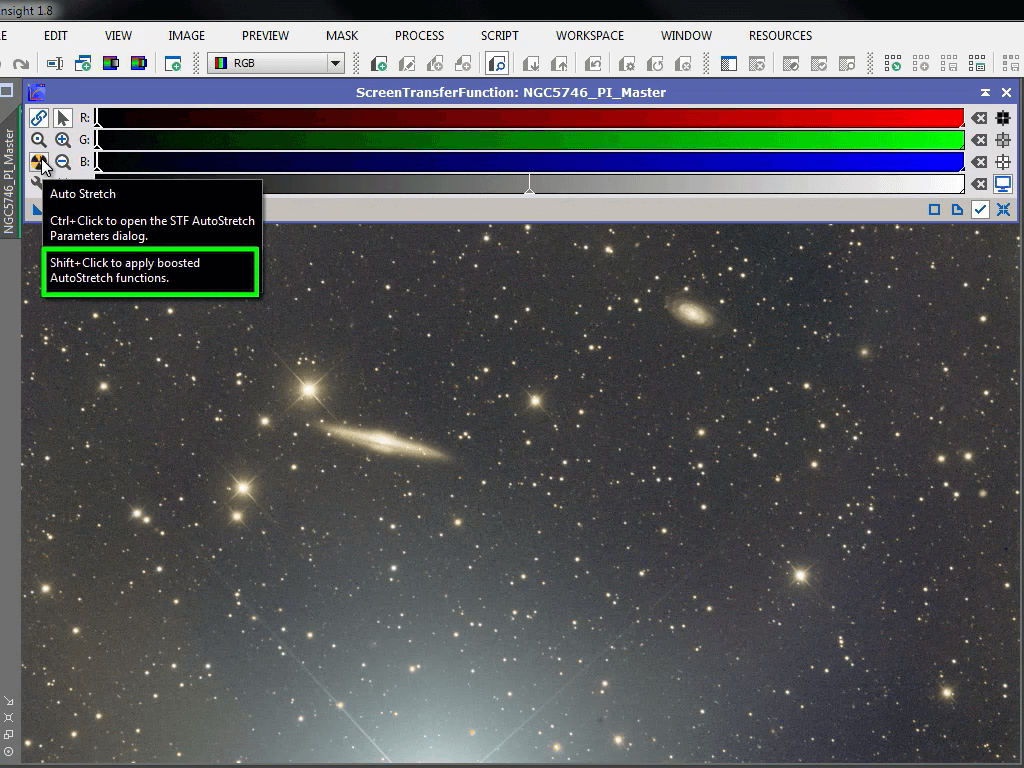 nsight 1.8
E EDIT VIEW IMAGE PREVIEW MASK PROCESS SCRIPT WORKSPACE WINDOW RESOURCES
RGB
ScreenTransferFunction: NGC5746_PI_Master
R:
G:
B:
NGC5746_PI_Master
Auto Stretch
Ctrl+Click to open the STF AutoStretch
Parameters dialog.
Shift+Click to apply boosted
AutoStretch functions.